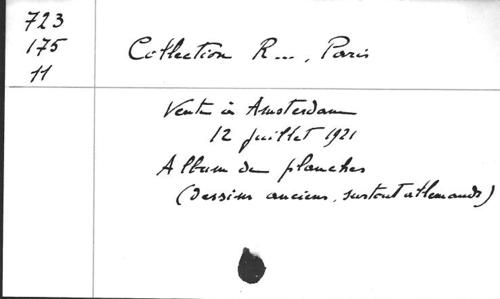 723
175
11
Collection R..., Paris
Vente à Amsterdam
12 juillet 1921
Album de planches
(dessins anciens, surtout allemands)